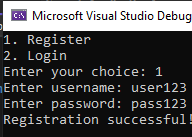 Microsoft Visual Studio Debug
1. Register
2. Login
Enter your choice: 1
Enter username: user123
Enter password: pass123
Registration successful!